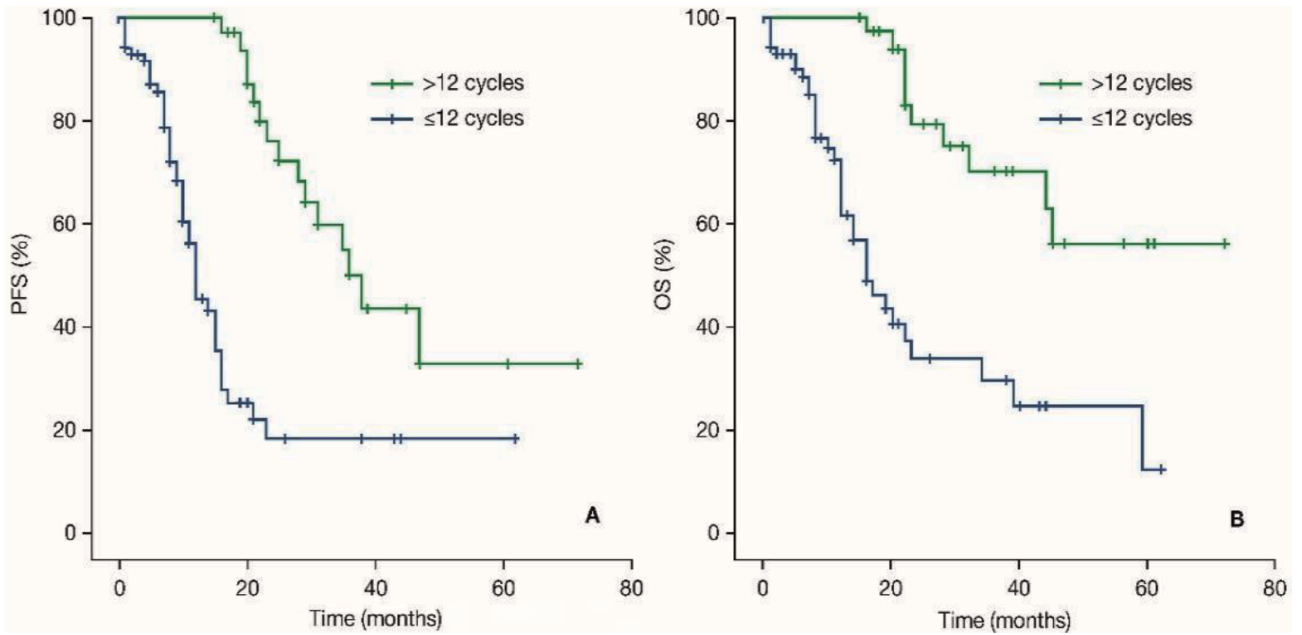 PFS (%)
100
80
60
40
20
0
>12 cycles
≤12 cycles
A
0 20 40 60 80
Time (months)
OS (%)
100
80
60
40
20
0
>12 cycles
≤12 cycles
B
0 20 40 60 80
Time (months)